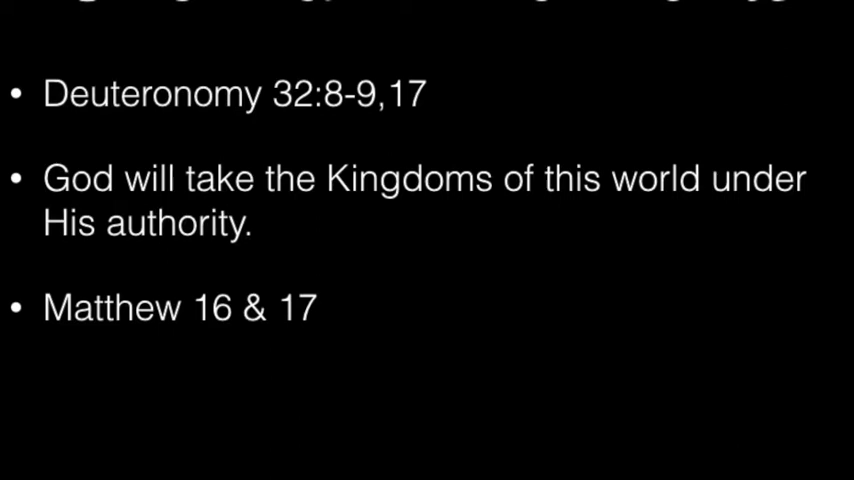 • Deuteronomy 32:8-9,17
• God will take the Kingdoms of this world under
His authority.
• Matthew 16 & 17